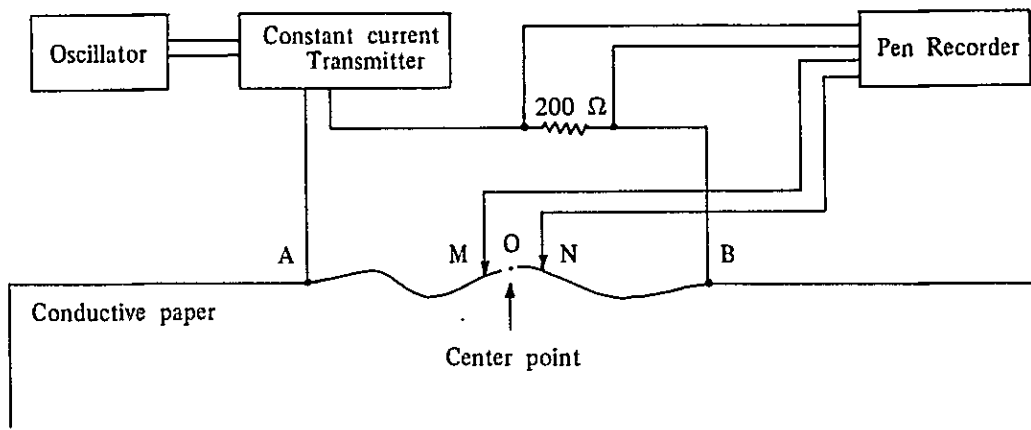 Oscillator
Constant current
Transmitter
Pen Recorder
200 Ω
A
M
O
N
B
Conductive paper
Center point